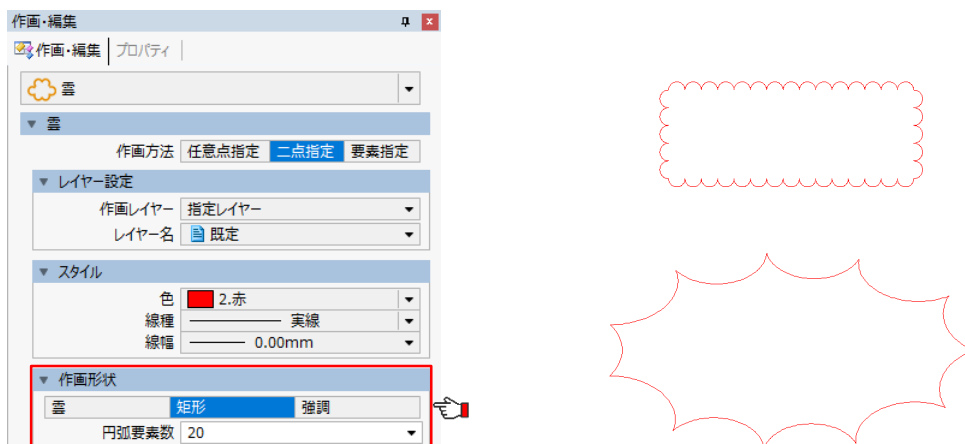 作画・編集
作画・編集 プロパティ
雲
雲
作画方法 任意点指定 二点指定 要素指定
レイヤー設定
作画レイヤー 指定レイヤー
レイヤー名 既定
スタイル
色 2.赤
線種 実線
線幅 0.00mm
作画形状
雲 矩形 強調
円弧要素数 20